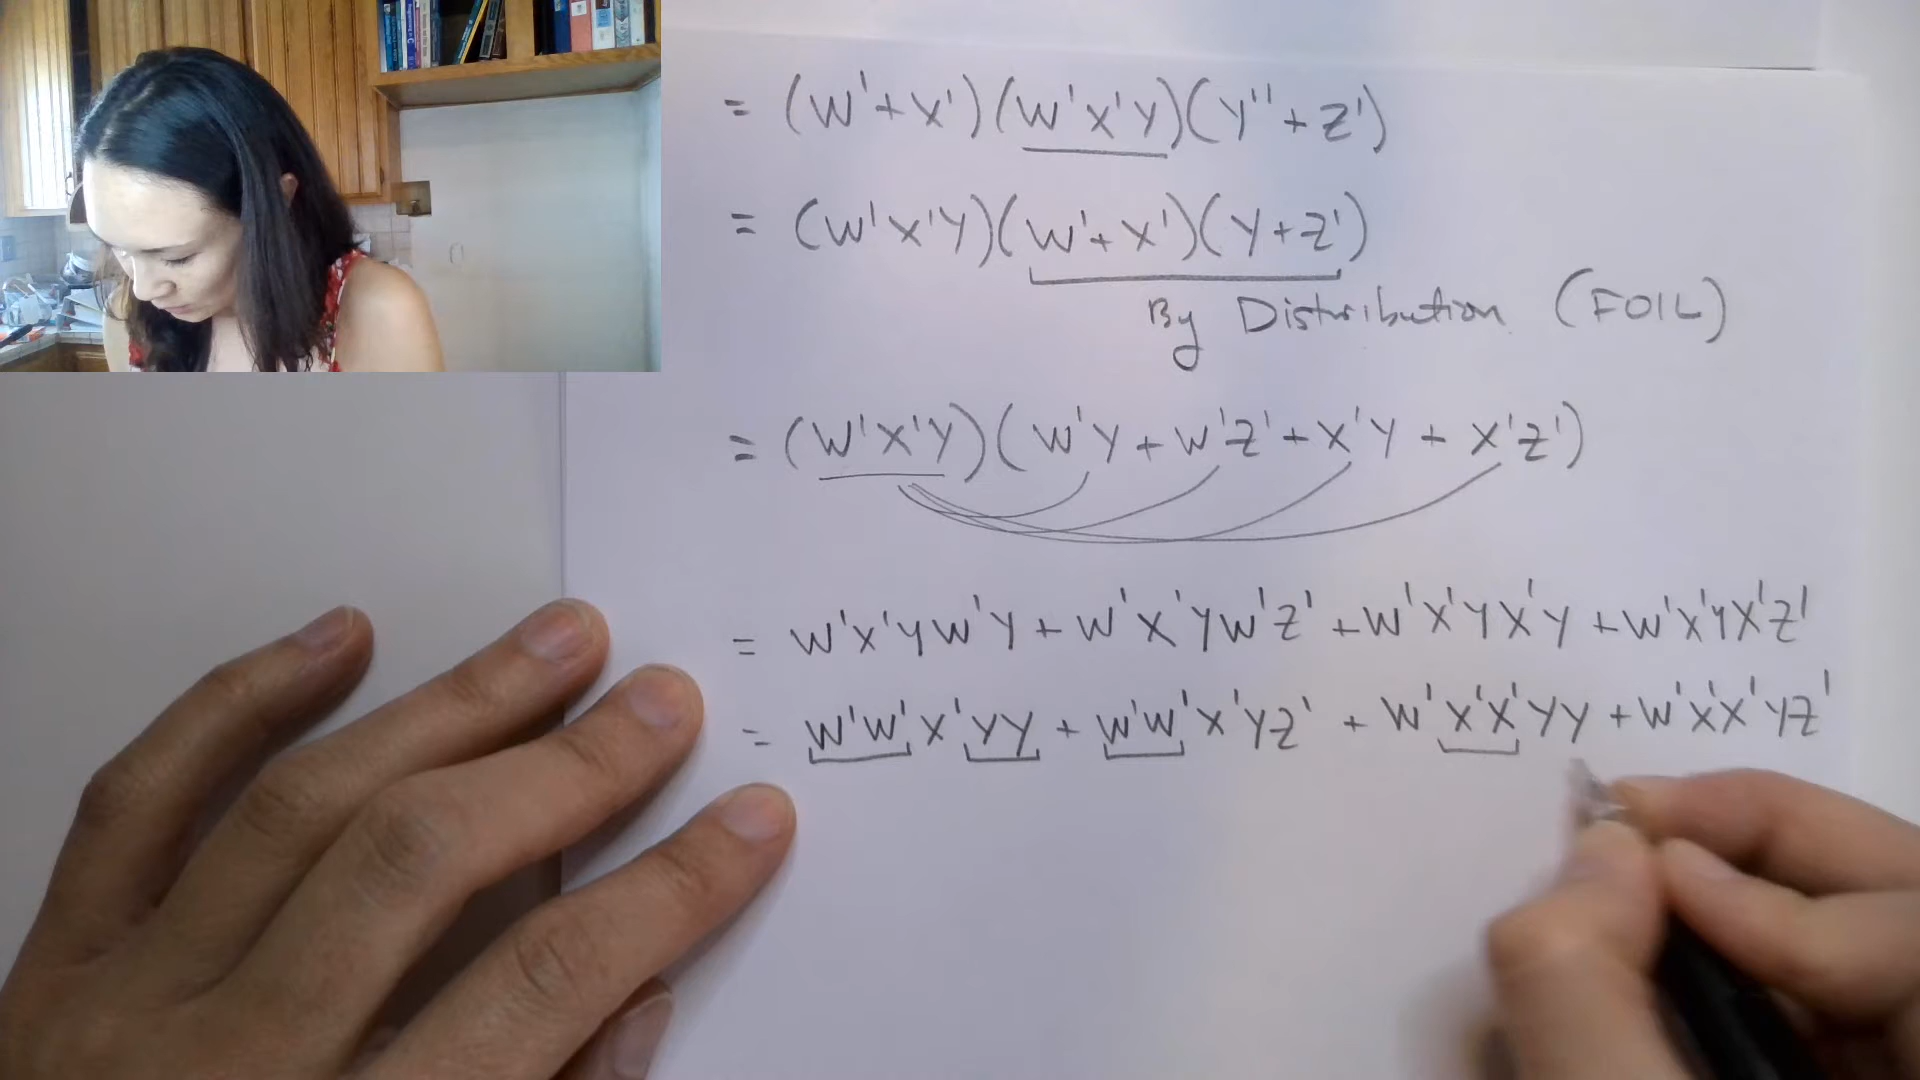 = (W'+X')(W'X'Y)(Y''+Z')
= (W'X'Y)(W'+X')(Y+Z')
By Distribution (FOIL)
= (W'X'Y)(W'Y+W'Z'+X'Y+X'Z')
= W'X'YW'Y+W'X'YW'Z'+W'X'YX'Y+W'X'YX'Z'
= W'W'X'YY+W'W'X'YZ'+W'X'X'YY+W'X'X'YZ'